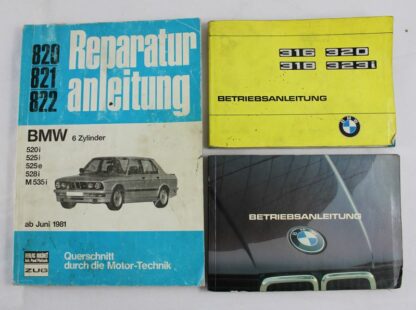 820
821
822
Reparatur
anleitung
BMW 6 Zylinder
520i
525i
525e
528i
M 535i
ab Juni 1981
Querschnitt
durch die Motor-Technik
ZUG
316 320
318 323i
BETRIEBSANLEITUNG
BETRIEBSANLEITUNG